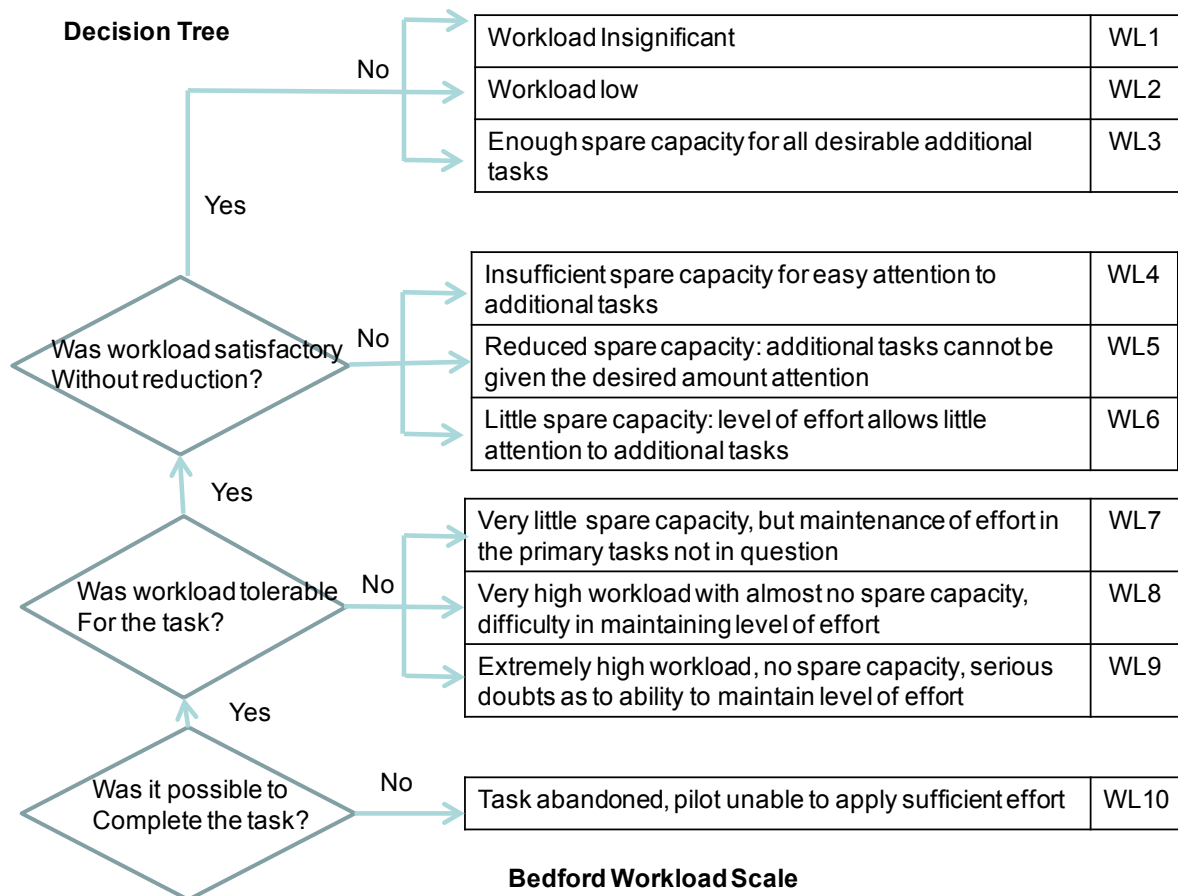 Decision Tree
No
Workload Insignificant
WL1
Workload low
WL2
Enough spare capacity for all desirable additional
tasks
WL3
Yes
Was workload satisfactory
Without reduction?
No
Insufficient spare capacity for easy attention to
additional tasks
WL4
Reduced spare capacity: additional tasks cannot be
given the desired amount attention
WL5
Little spare capacity: level of effort allows little
attention to additional tasks
WL6
Yes
Was workload tolerable
For the task?
No
Very little spare capacity, but maintenance of effort in
the primary tasks not in question
WL7
Very high workload with almost no spare capacity,
difficulty in maintaining level of effort
WL8
Extremely high workload, no spare capacity, serious
doubts as to ability to maintain level of effort
WL9
Yes
Was it possible to
Complete the task?
No
Task abandoned, pilot unable to apply sufficient effort
WL10
Bedford Workload Scale